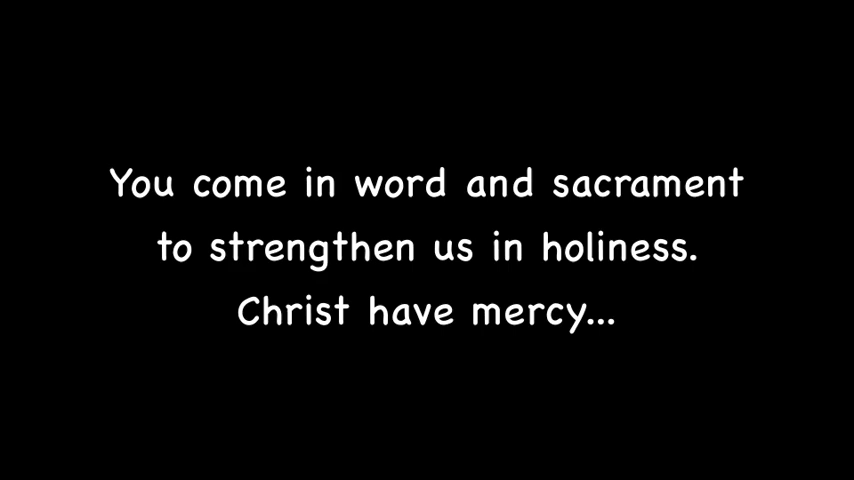 You come in word and sacrament
to strengthen us in holiness.
Christ have mercy...